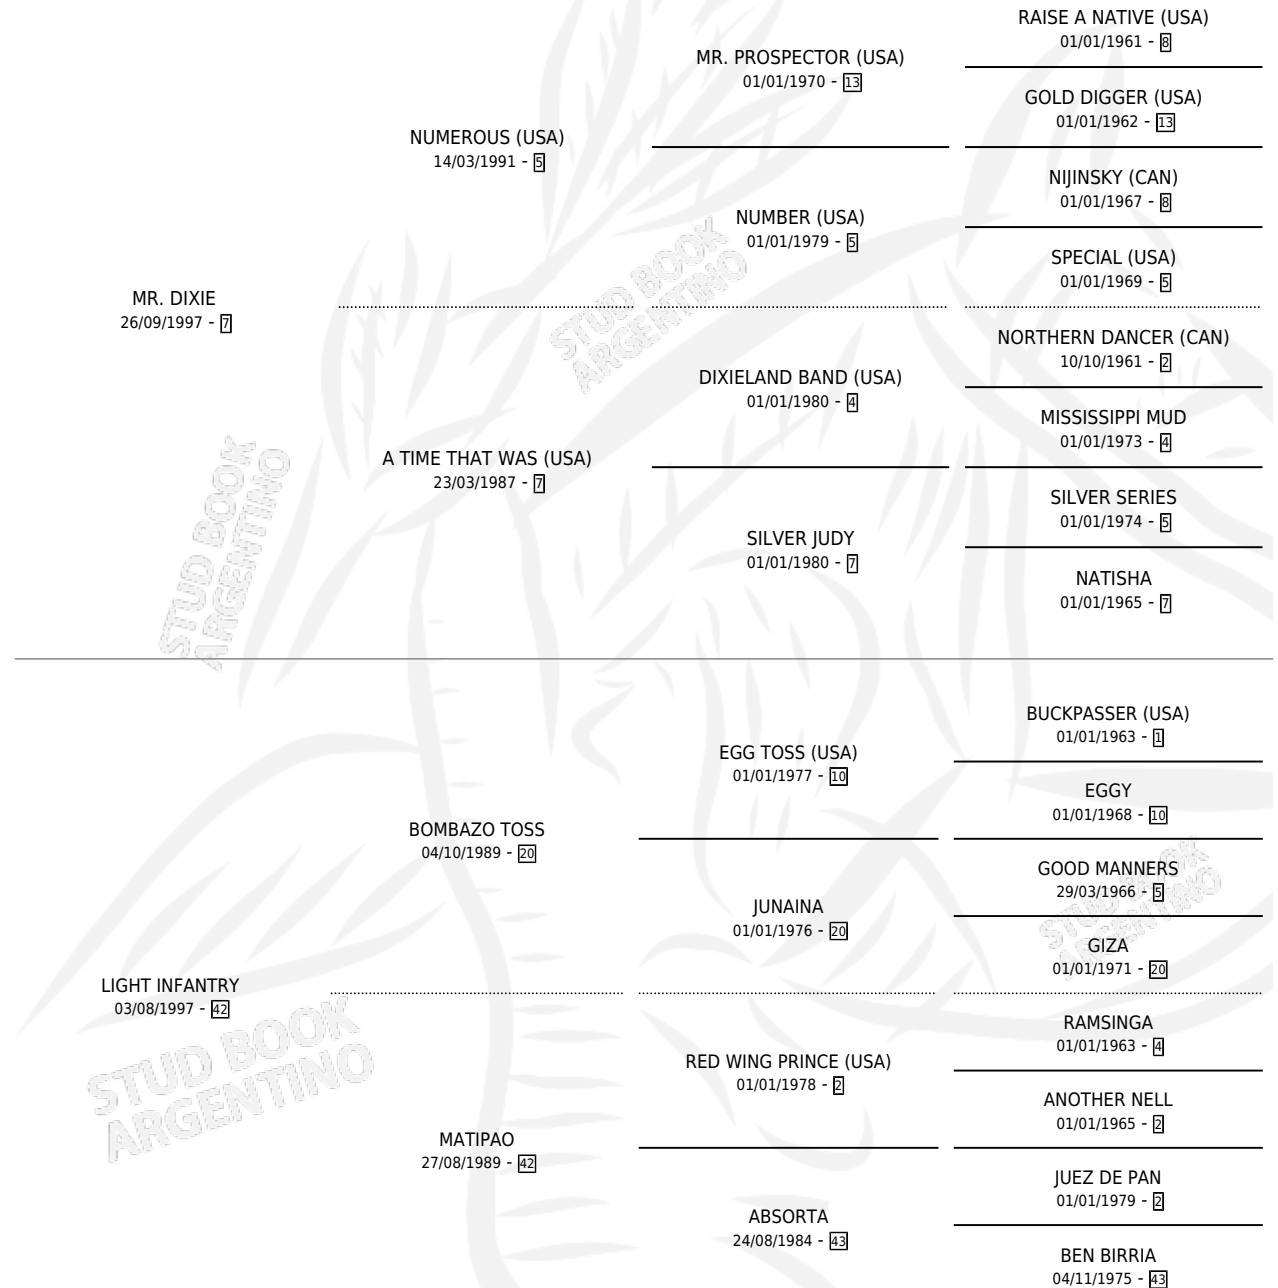 RAISE A NATIVE (USA)
01/01/1961 - 8
MR. PROSPECTOR (USA)
01/01/1970 - 13
GOLD DIGGER (USA)
01/01/1962 - 13
NUMEROUS (USA)
14/03/1991 - 5
NIJINSKY (CAN)
01/01/1967 - 8
NUMBER (USA)
01/01/1979 - 5
SPECIAL (USA)
01/01/1969 - 5
MR. DIXIE
26/09/1997 - 7
STUD BOOK
ARGENTINO
NORTHERN DANCER (CAN)
10/10/1961 - 2
DIXIELAND BAND (USA)
01/01/1980 - 4
MISSISSIPPI MUD
01/01/1973 - 4
A TIME THAT WAS (USA)
23/03/1987 - 7
SILVER SERIES
01/01/1974 - 5
SILVER JUDY
01/01/1980 - 7
NATISHA
01/01/1965 - 7
STUD BOOK
ARGENTINO
BUCKPASSER (USA)
01/01/1963 - 1
EGG TOSS (USA)
01/01/1977 - 10
EGGY
01/01/1968 - 10
BOMBAZO TOSS
04/10/1989 - 20
GOOD MANNERS
29/03/1966 - 5
JUNAINA
01/01/1976 - 20
STUD BOOK
ARGENTINO
GIZA
01/01/1971 - 20
LIGHT INFANTRY
03/08/1997 - 42
RAMSINGA
01/01/1963 - 4
RED WING PRINCE (USA)
01/01/1978 - 2
ANOTHER NELL
01/01/1965 - 2
STUD BOOK
ARGENTINO
MATIPAO
27/08/1989 - 42
JUEZ DE PAN
01/01/1979 - 2
ABSORTA
24/08/1984 - 43
BEN BIRRIA
04/11/1975 - 43